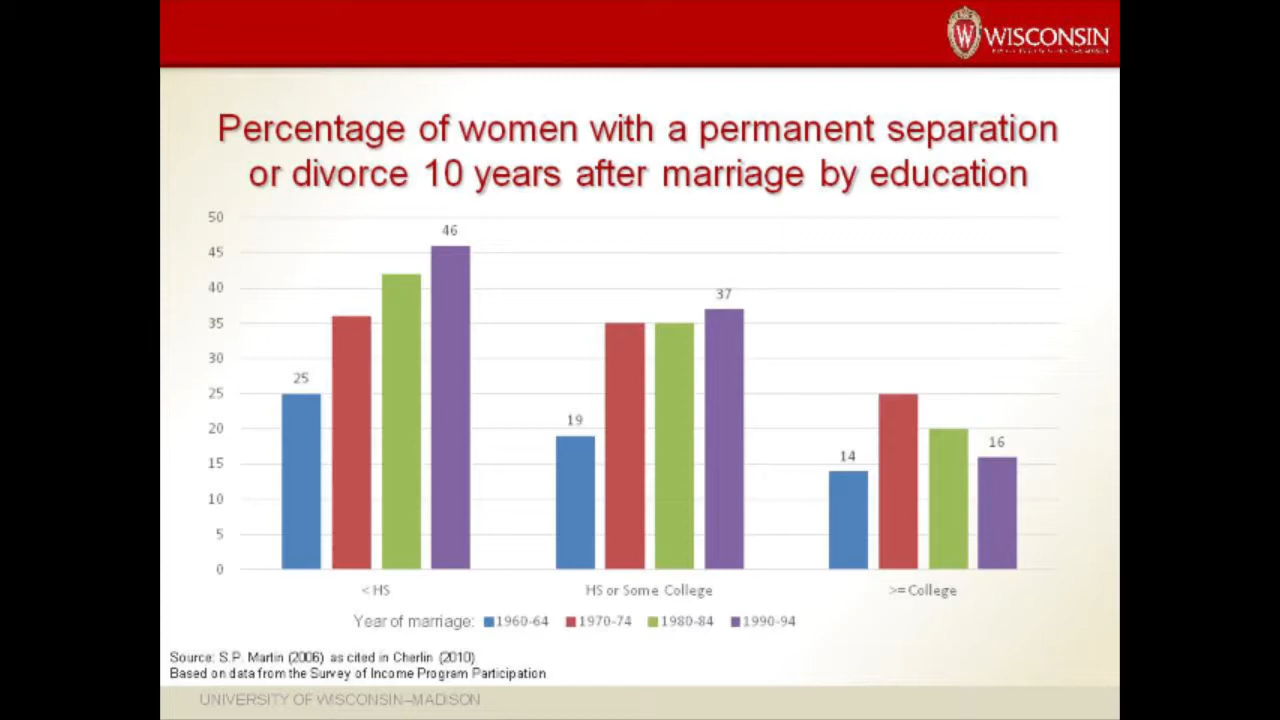 WISCONSIN
Percentage of women with a permanent separation
or divorce 10 years after marriage by education
50
45
40
35
30
25
20
15
10
5
0
25
46
19
37
14
16
< HS
HS or Some College
>= College
Year of marriage: 1960-64 1970-74 1980-84 1990-94
Source: S.P. Martin (2006) as cited in Cherlin (2010)
Based on data from the Survey of Income Program Participation
UNIVERSITY OF WISCONSIN–MADISON